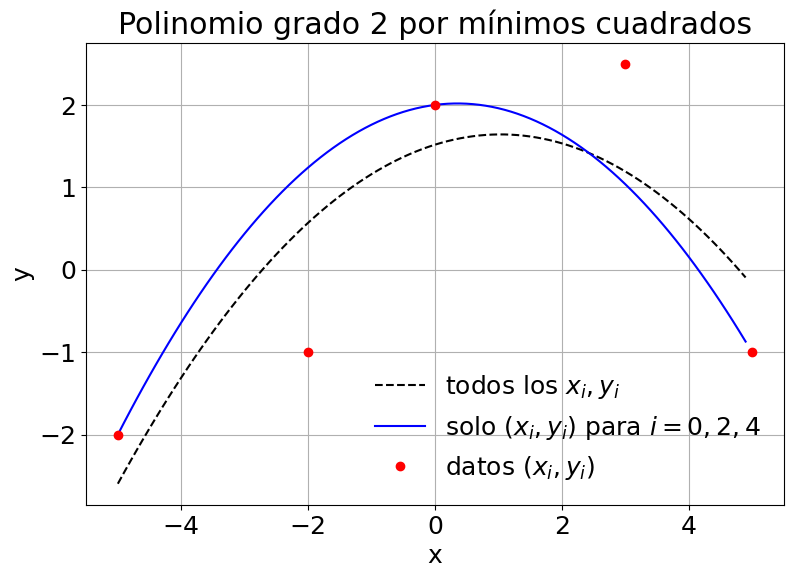 Polinomio grado 2 por mínimos cuadrados
y
2
1
0
−1
−2
todos los $x_i, y_i$
solo $(x_i, y_i)$ para $i = 0, 2, 4$
datos $(x_i, y_i)$
−4
−2
0
2
4
x